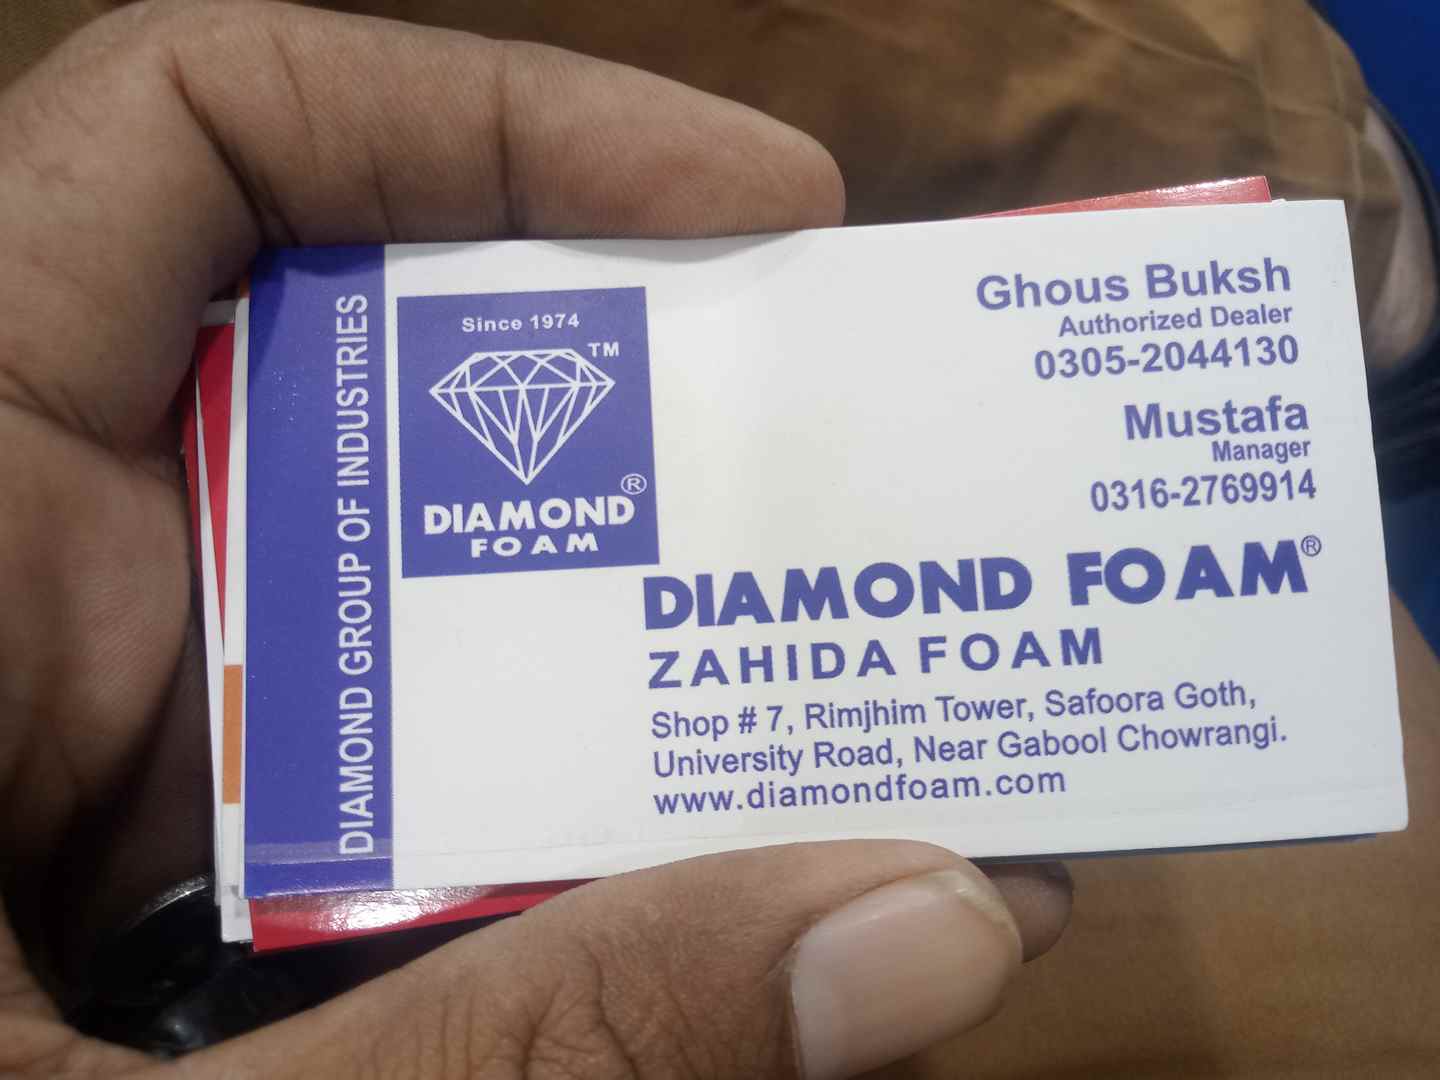 DIAMOND GROUP OF INDUSTRIES
Since 1974
TM
DIAMOND®
FOAM
Ghous Buksh
Authorized Dealer
0305-2044130
Mustafa
Manager
0316-2769914
DIAMOND FOAM®
ZAHIDA FOAM
Shop # 7, Rimjhim Tower, Safoora Goth,
University Road, Near Gabool Chowrangi.
www.diamondfoam.com